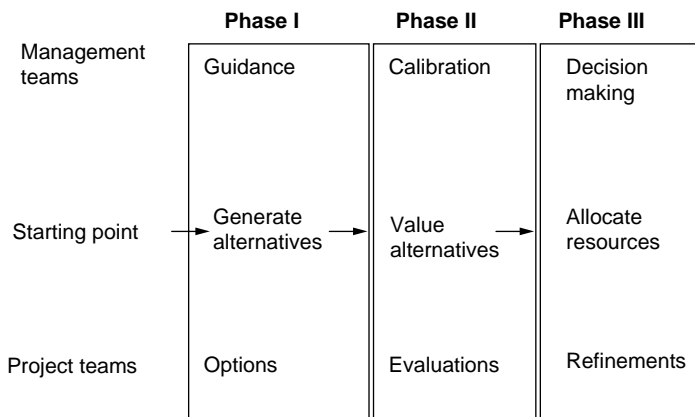 Phase I Phase II Phase III
Management
teams
Guidance
Calibration
Decision
making
Starting point
Generate
alternatives
Value
alternatives
Allocate
resources
Project teams
Options
Evaluations
Refinements